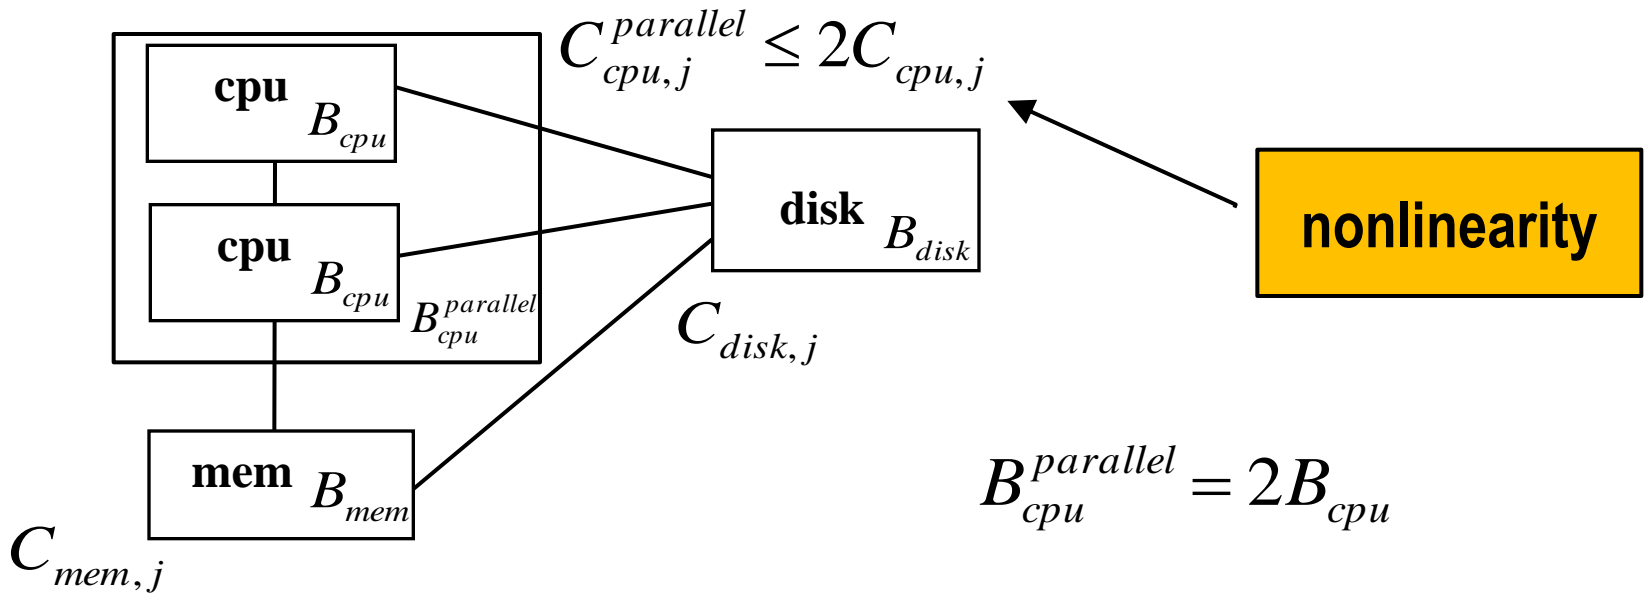 C_{cpu,j}^{parallel} ≤ 2C_{cpu,j}
cpu B_{cpu}
cpu B_{cpu}
B_{cpu}^{parallel}
disk B_{disk}
nonlinearity
C_{disk,j}
mem B_{mem}
B_{cpu}^{parallel} = 2B_{cpu}
C_{mem,j}